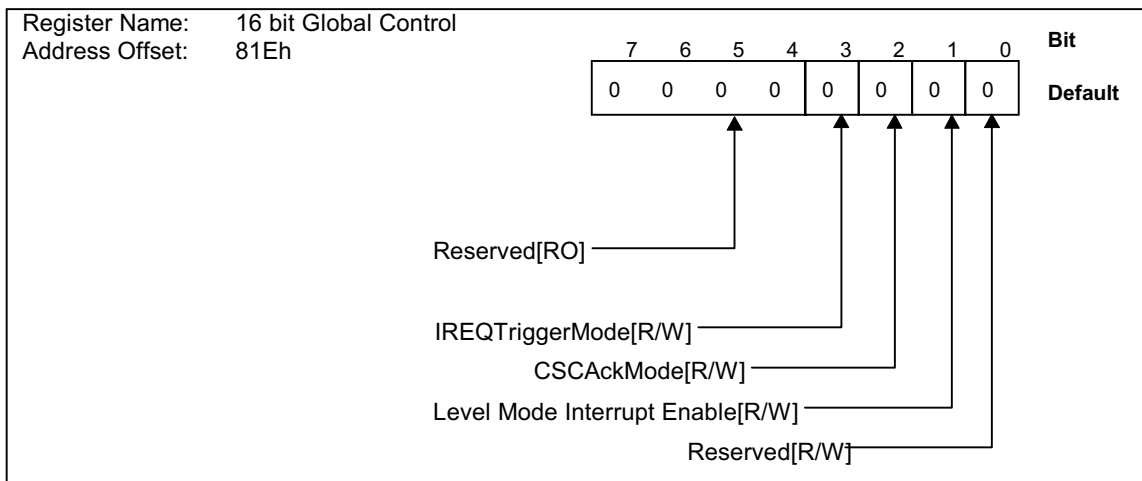 Register Name: 16 bit Global Control
Address Offset: 81Eh
7 6 5 4 3 2 1 0 Bit
0 0 0 0 0 0 0 0 Default
Reserved[RO]
IREQTriggerMode[R/W]
CSCAckMode[R/W]
Level Mode Interrupt Enable[R/W]
Reserved[R/W]